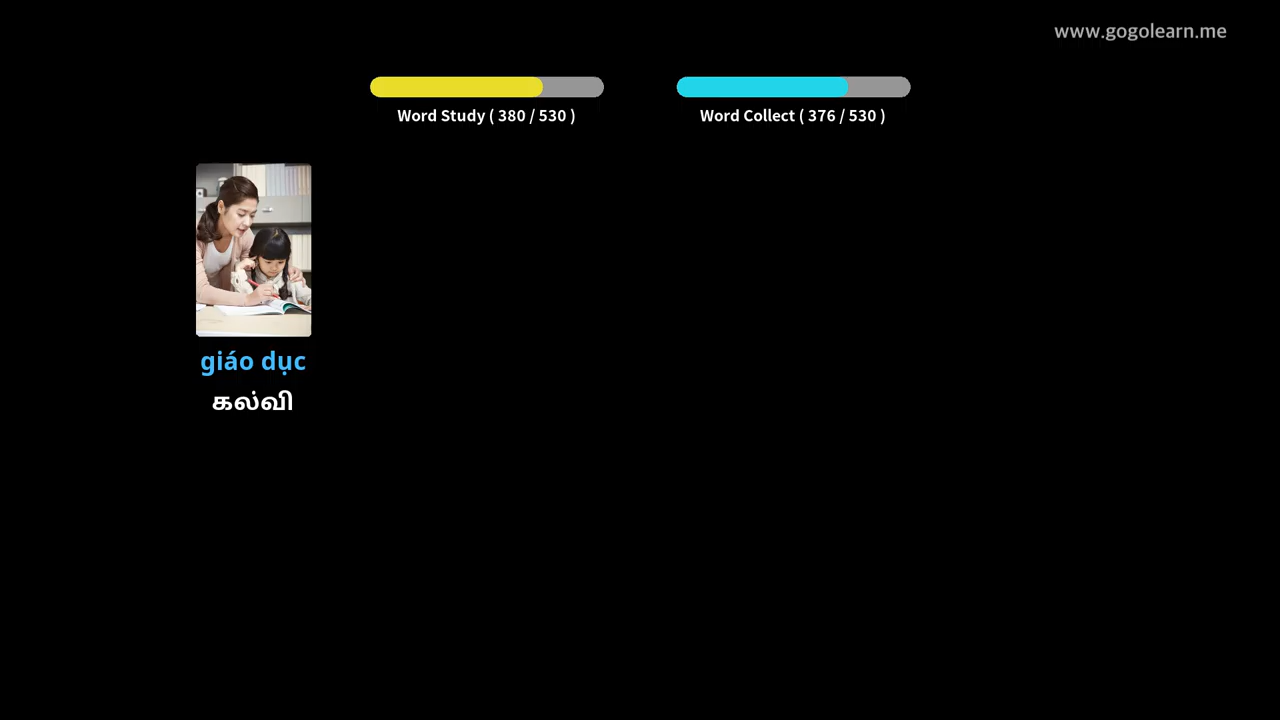 www.gogolearn.me
Word Study ( 380 / 530 )
Word Collect ( 376 / 530 )
giáo dục
கல்வி